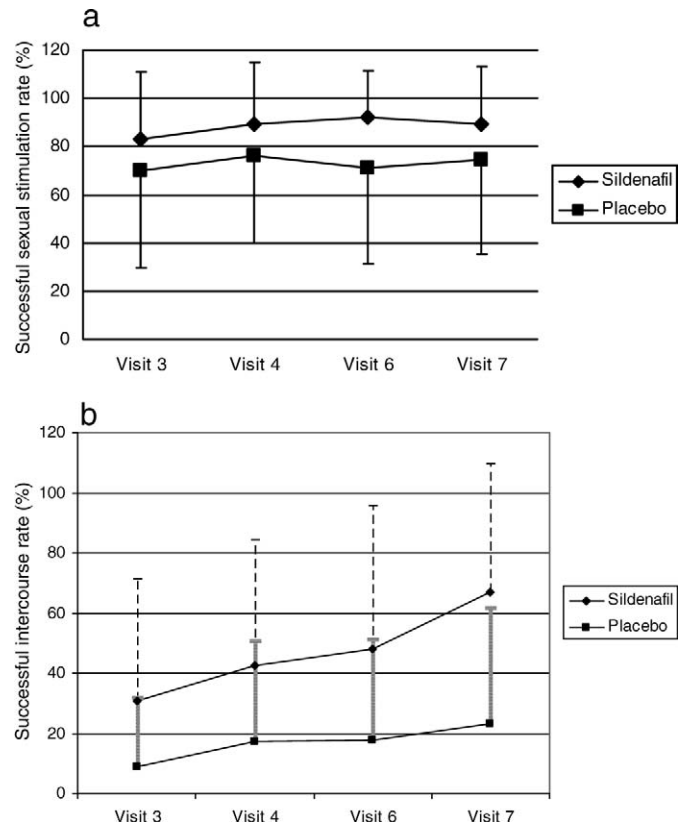 a
Successful sexual stimulation rate (%)
120
100
80
60
40
20
0
Visit 3 Visit 4 Visit 6 Visit 7
Sildenafil
Placebo
b
Successful intercourse rate (%)
120
100
80
60
40
20
0
Visit 3 Visit 4 Visit 6 Visit 7
Sildenafil
Placebo